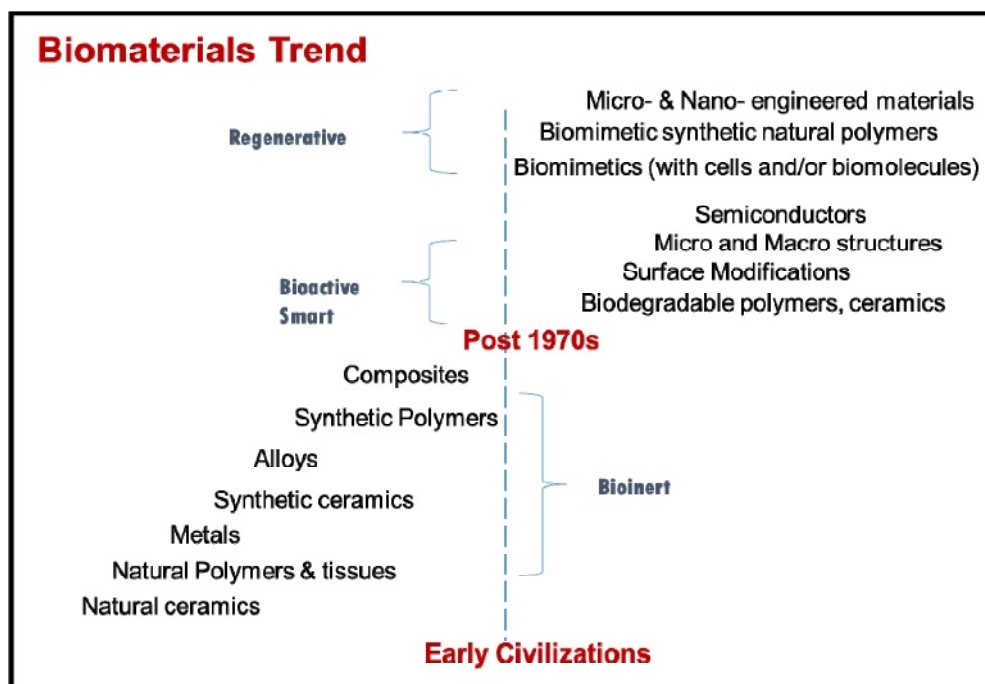 Biomaterials Trend
Micro- & Nano- engineered materials
Regenerative
Biomimetic synthetic natural polymers
Biomimetics (with cells and/or biomolecules)
Semiconductors
Micro and Macro structures
Surface Modifications
Bioactive
Smart
Biodegradable polymers, ceramics
Post 1970s
Composites
Synthetic Polymers
Alloys
Bioinert
Synthetic ceramics
Metals
Natural Polymers & tissues
Natural ceramics
Early Civilizations